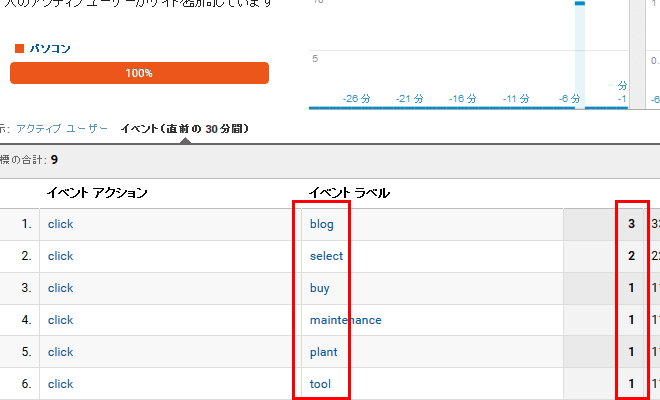 人のアクティブ ユーザーがサイトを訪問しています
10
パソコン
100%
5
-26 分
-21 分
-16 分
-11 分
-6 分
分
-1
-6
0.
示: アクティブ ユーザー イベント(直前の 30 分間)
標の合計: 9
イベント アクション イベント ラベル
1. click blog 3 33
2. click select 2 22
3. click buy 1 11
4. click maintenance 1 11
5. click plant 1 11
6. click tool 1 11